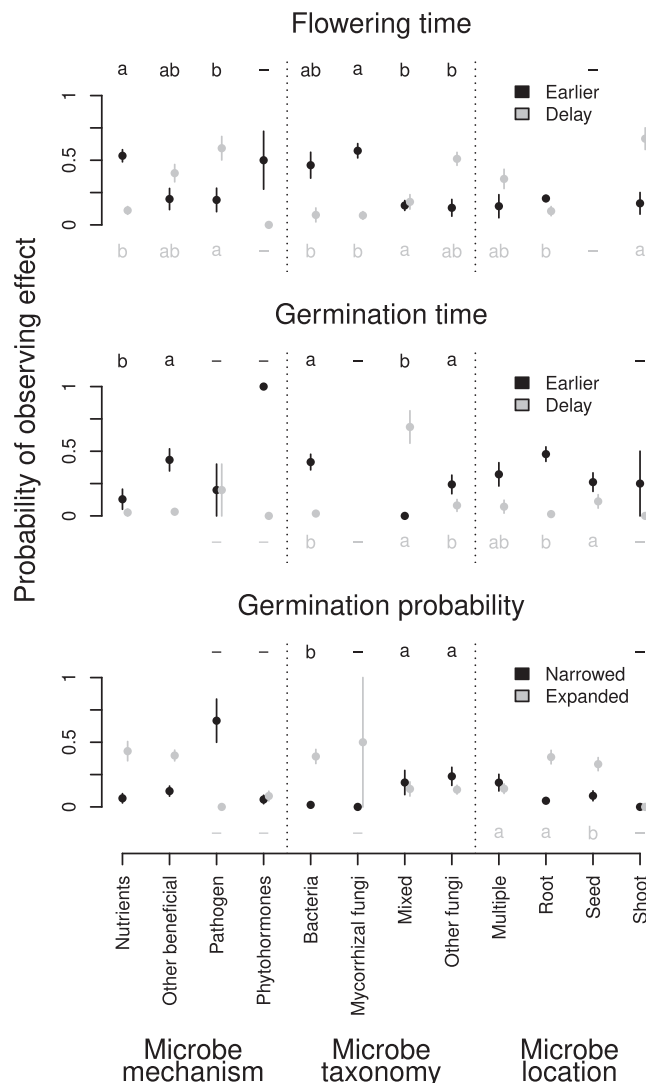 Flowering time
a ab b – ab a b b –
Earlier
Delay
1
0.5
0
b ab a – b b a ab ab b – a
Probability of observing effect
Germination time
b a – – a – b a –
Earlier
Delay
1
0.5
0
– – b – a b ab b a –
Germination probability
– – b – a a –
Narrowed
Expanded
1
0.5
0
– – – a a b –
Nutrients
Other beneficial
Pathogen
Phytohormones
Bacteria
Mycorrhizal fungi
Mixed
Other fungi
Multiple
Root
Seed
Shoot
Microbe mechanism
Microbe taxonomy
Microbe location